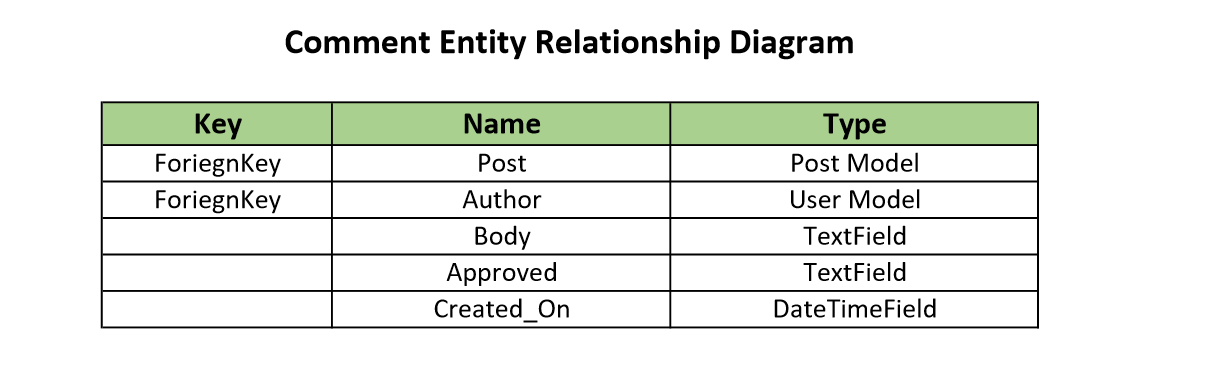 Comment Entity Relationship Diagram
Key Name Type
ForiegnKey Post Post Model
ForiegnKey Author User Model
Body TextField
Approved TextField
Created_On DateTimeField